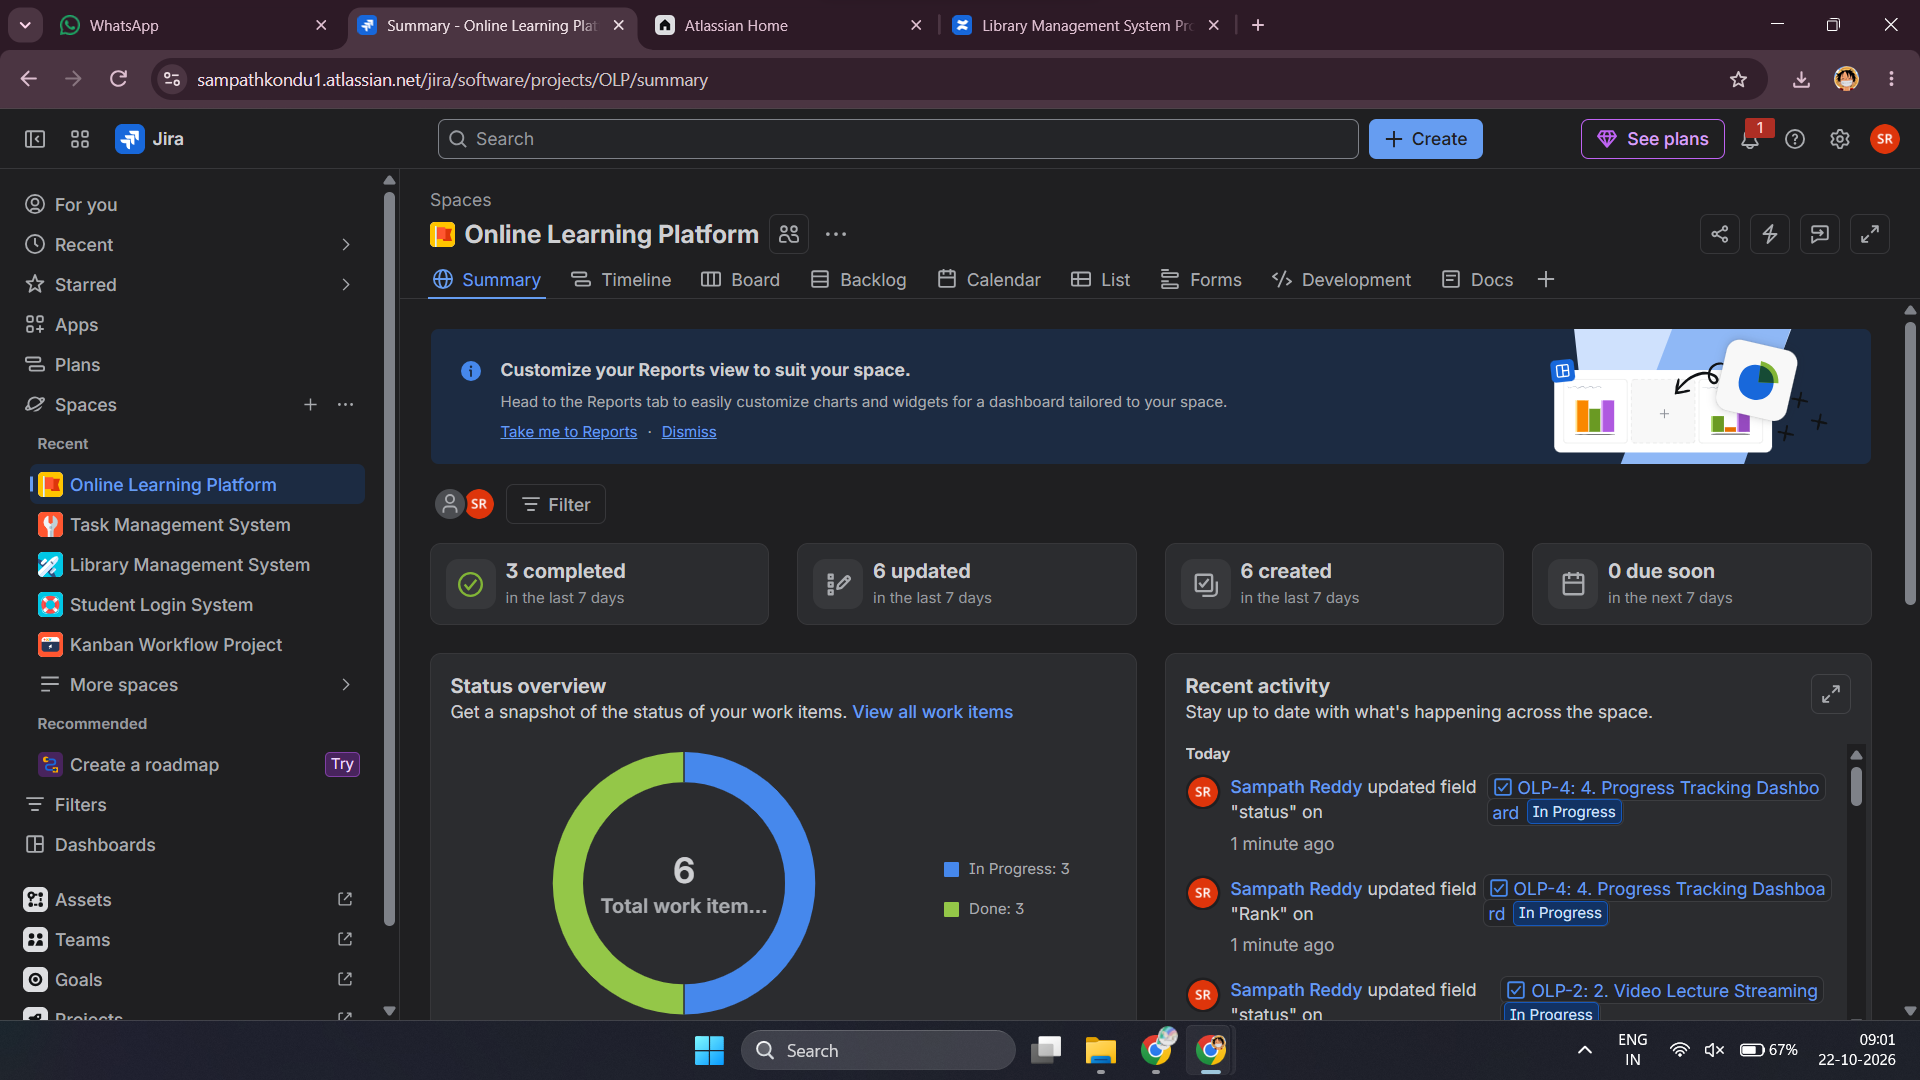 WhatsApp
Summary - Online Learning Plat
Atlassian Home
Library Management System Pr
sampathkondu1.atlassian.net/jira/software/projects/OLP/summary
Jira
Search
Create
See plans
1
SR
For you
Recent
Starred
Apps
Plans
Spaces
Recent
Online Learning Platform
Task Management System
Library Management System
Student Login System
Kanban Workflow Project
More spaces
Recommended
Create a roadmap
Try
Filters
Dashboards
Assets
Teams
Goals
Projects
Spaces
Online Learning Platform
Summary
Timeline
Board
Backlog
Calendar
List
Forms
Development
Docs
Customize your Reports view to suit your space.
Head to the Reports tab to easily customize charts and widgets for a dashboard tailored to your space.
Take me to Reports · Dismiss
SR
Filter
3 completed
in the last 7 days
6 updated
in the last 7 days
6 created
in the last 7 days
0 due soon
in the next 7 days
Status overview
Get a snapshot of the status of your work items. View all work items
6
Total work item...
In Progress: 3
Done: 3
Recent activity
Stay up to date with what's happening across the space.
Today
SR
Sampath Reddy updated field
"status" on
OLP-4: 4. Progress Tracking Dashbo
ard In Progress
1 minute ago
SR
Sampath Reddy updated field
"Rank" on
OLP-4: 4. Progress Tracking Dashboa
rd In Progress
1 minute ago
SR
Sampath Reddy updated field
"status" on
OLP-2: 2. Video Lecture Streaming
In Progress
Search
ENG
IN
67%
09:01
22-10-2026